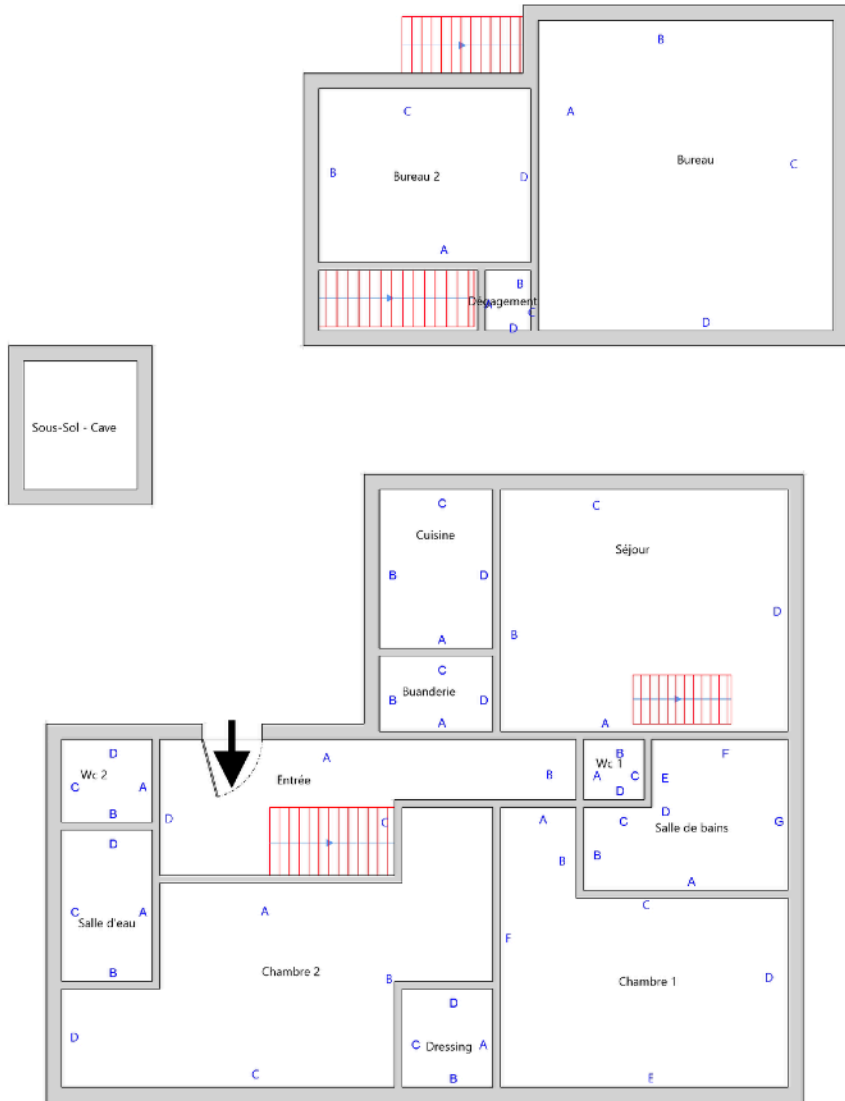 B
A
C
Bureau
C
B
Bureau 2
D
A
B
Dégagement
A
C
D
D
Sous-Sol - Cave
C
Cuisine
B
D
A
C
Séjour
D
B
A
C
Buanderie
B
D
A
D
Wc 2
C
A
B
A
Entrée
B
D
C
B
Wc 1
A
C
D
F
E
D
C
Salle de bains
G
B
A
D
C
A
Salle d'eau
B
A
Chambre 2
B
D
C
A
B
C
F
Chambre 1
D
E
D
C
Dressing
A
B